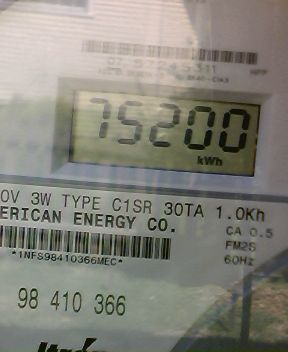 75200
kWh
0V 3W TYPE C1SR 30TA 1.0Kh
ERICAN ENERGY CO.
CA 0.5
FM2S
60Hz
*1NFS98410366MEC*
98 410 366
Itron